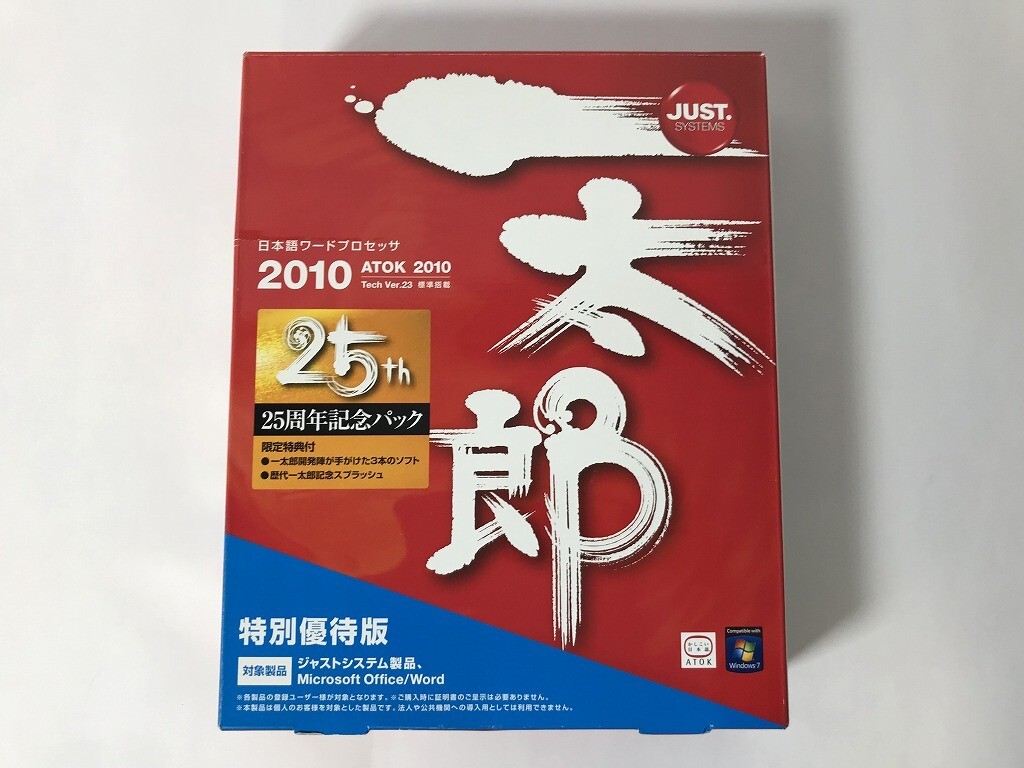 一太郎
JUST.
SYSTEMS
日本語ワードプロセッサ
2010 ATOK 2010
Tech Ver.23 標準搭載
25th
25周年記念パック
限定特典付
●一太郎開発陣が手がけた3本のソフト
●歴代一太郎記念スプラッシュ
特別優待版
対象製品 ジャストシステム製品、
Microsoft Office/Word
※各製品の登録ユーザー様が対象となります。※ご購入時に証明書のご呈示は必要ありません。
※本製品は個人のお客様を対象とした製品です。法人や公共機関への導入用としては利用できません。
かしこい
日本語
ATOK
Compatible with
Windows 7